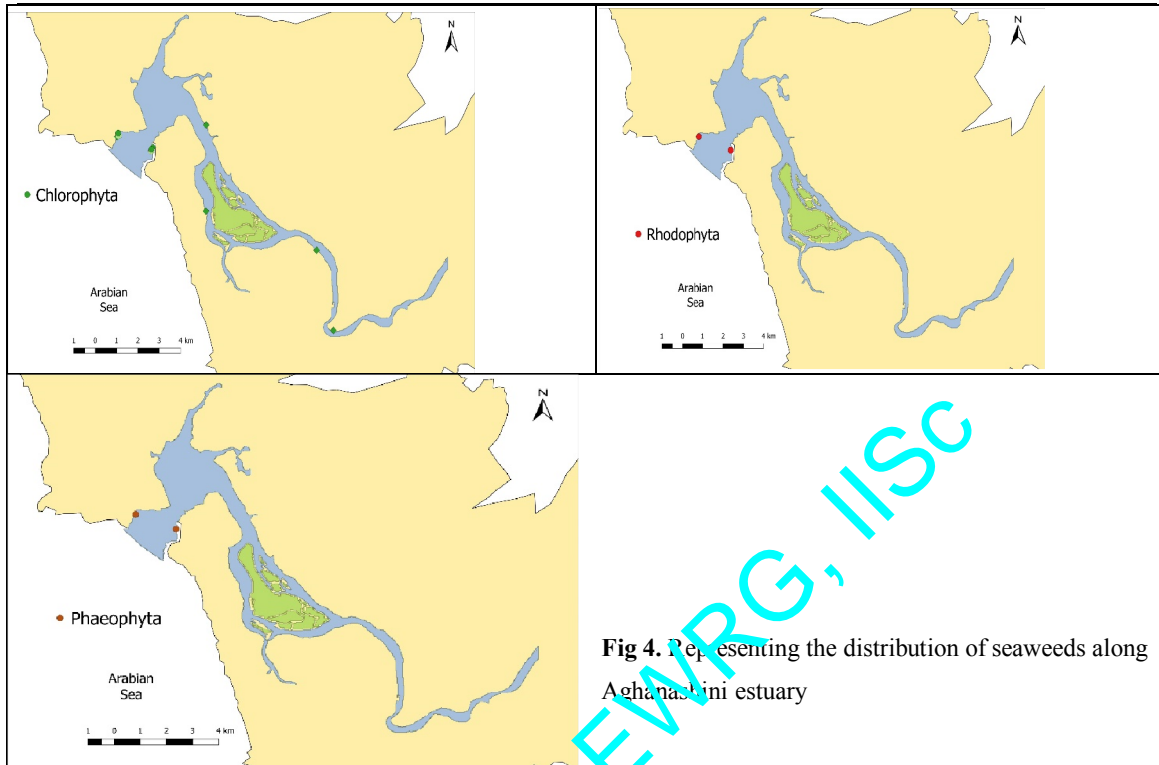 N
Chlorophyta
Arabian
Sea
1 0 1 2 3 4 km
N
Rhodophyta
Arabian
Sea
1 0 1 2 3 4 km
N
Phaeophyta
Arabian
Sea
1 0 1 2 3 4 km
Fig 4. Representing the distribution of seaweeds along
Aghanashini estuary
EWRG, IISc